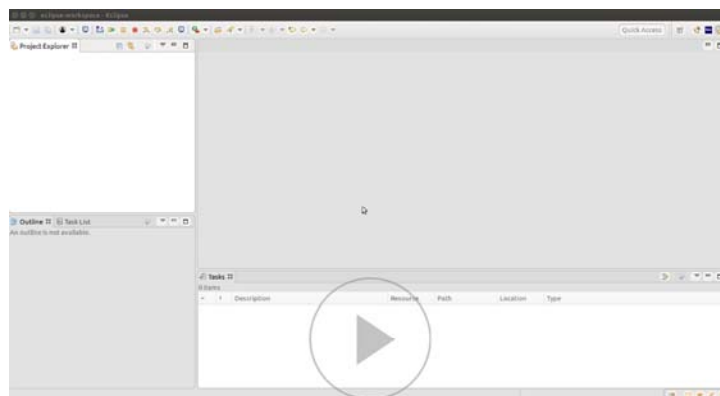 eclipse-workspace - Eclipse
Quick Access
Project Explorer
Outline
Task List
An outline is not available.
Tasks
0 items
! Description Resource Path Location Type